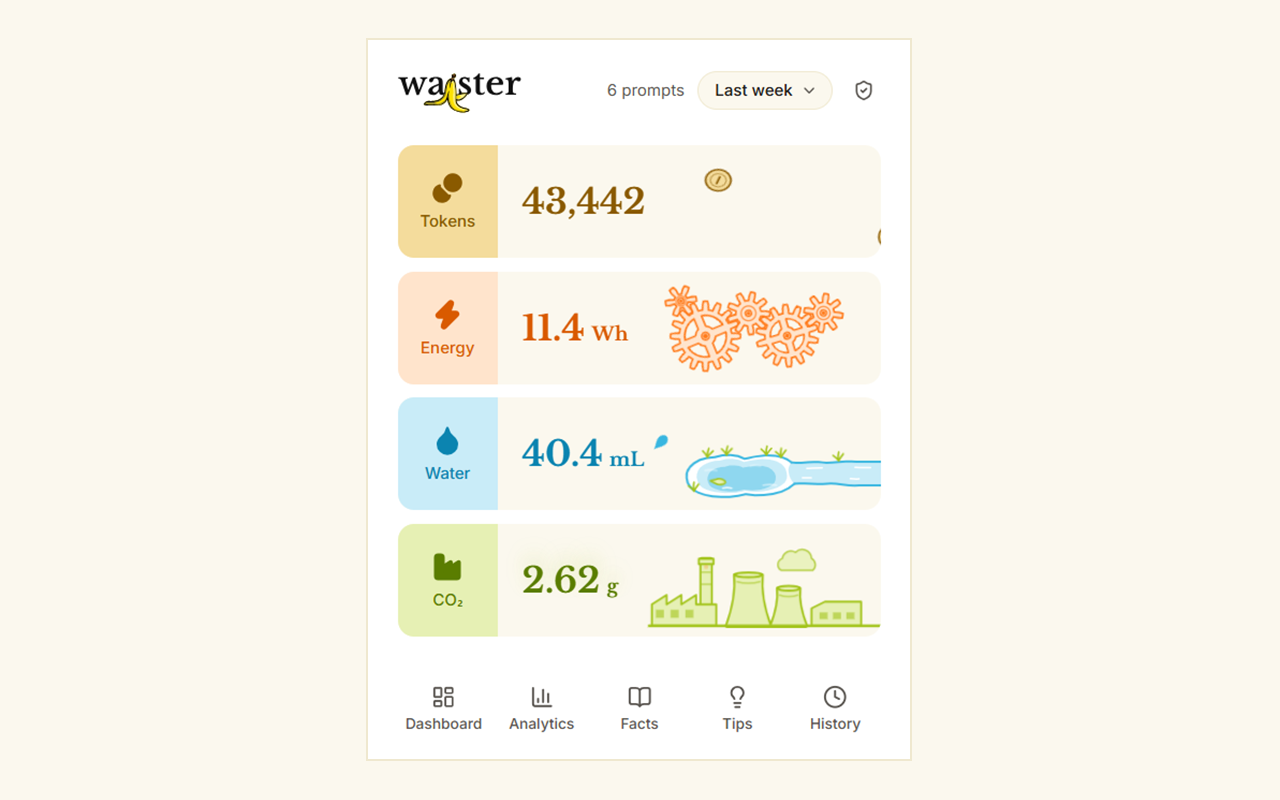 waister
6 prompts
Last week
Tokens
43,442
Energy
11.4 Wh
Water
40.4 mL
CO₂
2.62 g
Dashboard
Analytics
Facts
Tips
History